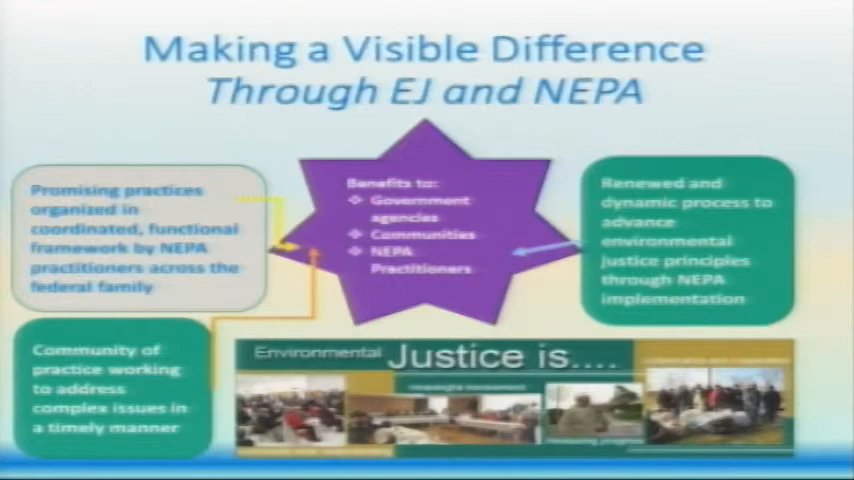 Making a Visible Difference
Through EJ and NEPA
Promising practices
organized in
coordinated, functional
framework by NEPA
practitioners across the
federal family
Benefits to:
❖ Government
agencies
❖ Communities
❖ NEPA
Practitioners
Renewed and
dynamic process to
advance
environmental
justice principles
through NEPA
implementation
Community of
practice working
to address
complex issues in
a timely manner
Environmental Justice is....
meaningful involvement